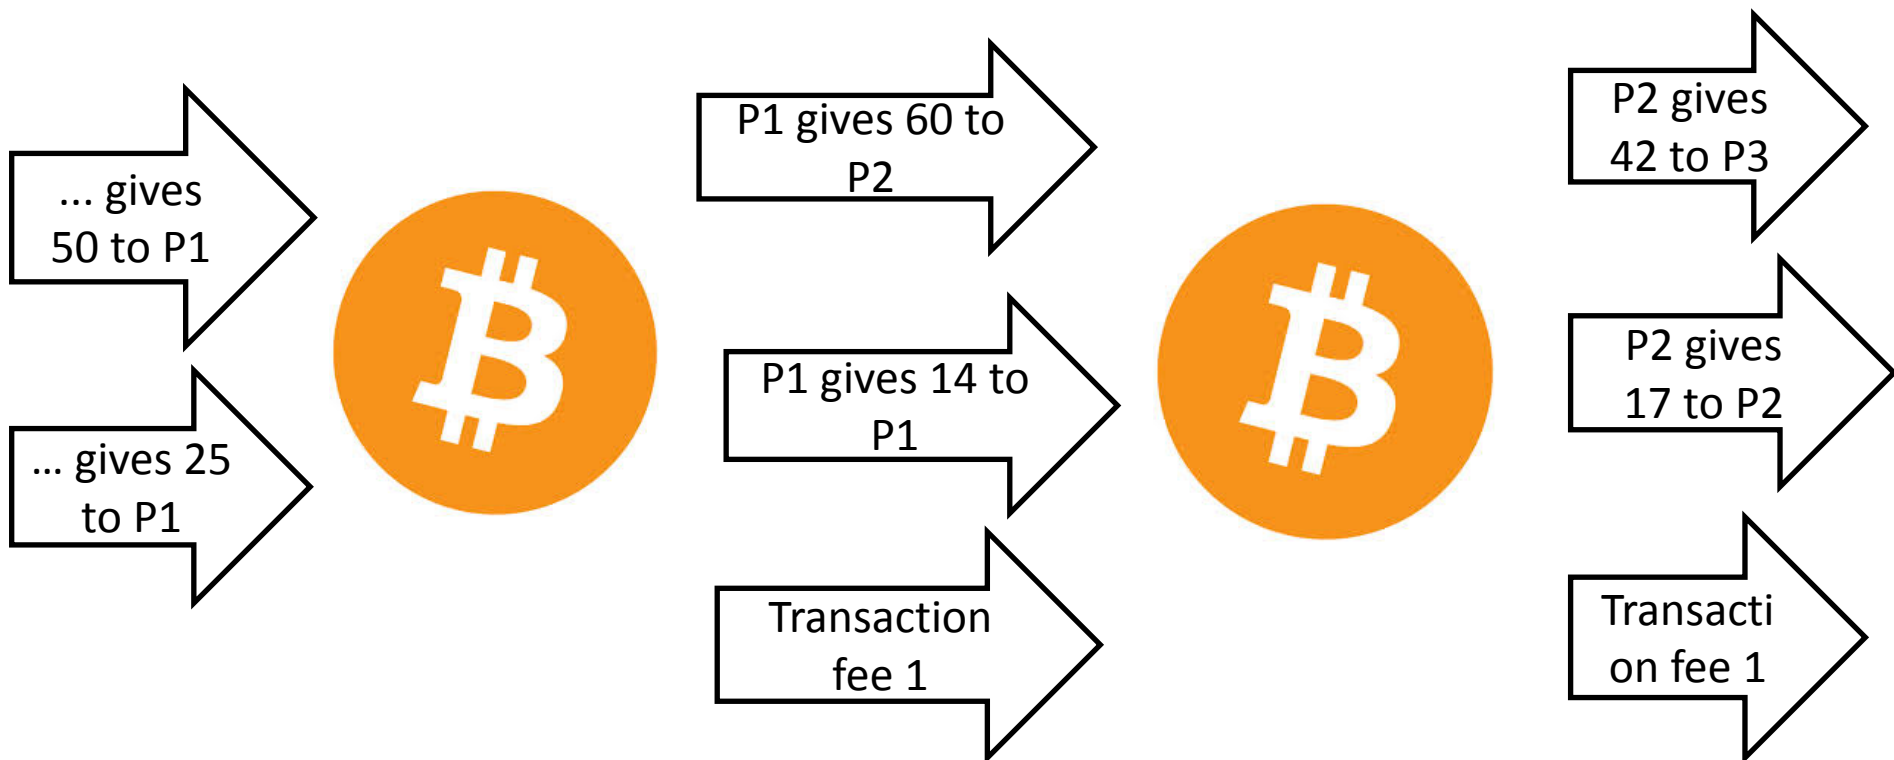 ... gives
50 to P1
... gives 25
to P1
P1 gives 60 to
P2
P1 gives 14 to
P1
Transaction
fee 1
P2 gives
42 to P3
P2 gives
17 to P2
Transacti
on fee 1